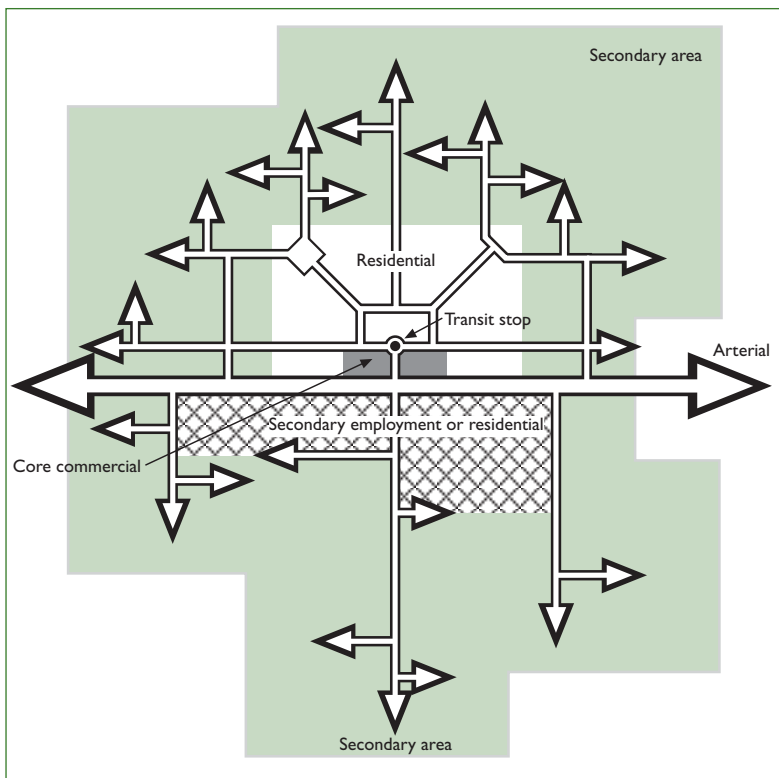 Secondary area
Residential
Transit stop
Arterial
Secondary employment or residential
Core commercial
Secondary area